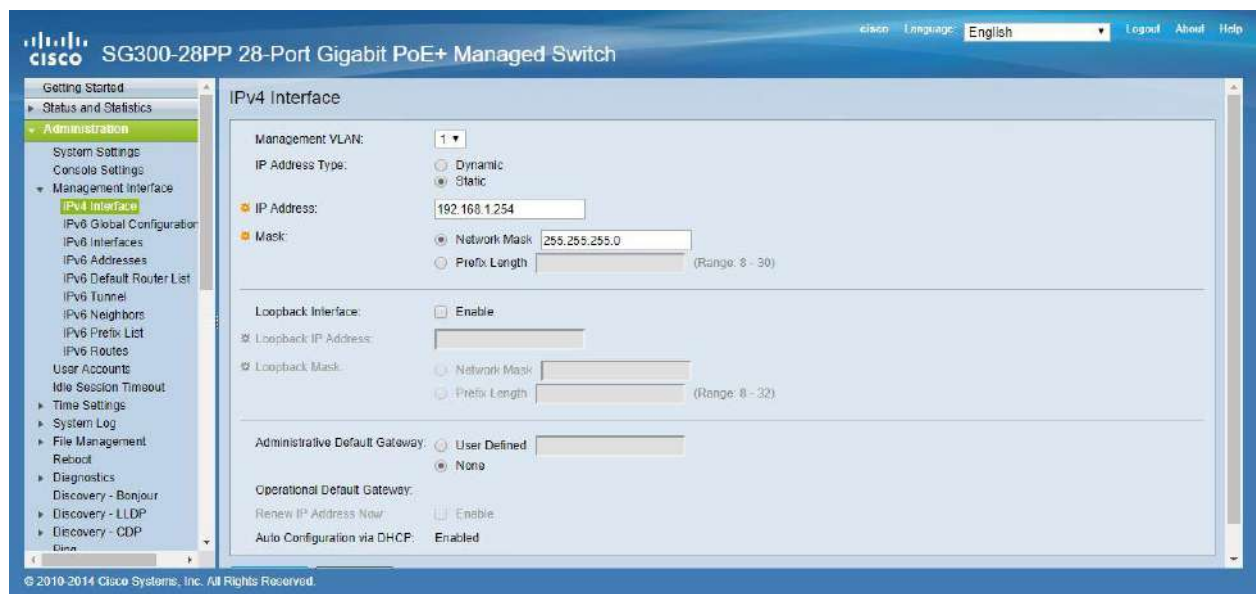 cisco Language: English Logout About Help
CISCO SG300-28PP 28-Port Gigabit PoE+ Managed Switch
Getting Started
Status and Statistics
Administration
System Settings
Console Settings
Management Interface
IPv4 Interface
IPv6 Global Configuration
IPv6 Interfaces
IPv6 Addresses
IPv6 Default Router List
IPv6 Tunnel
IPv6 Neighbors
IPv6 Prefix List
IPv6 Routes
User Accounts
Idle Session Timeout
Time Settings
System Log
File Management
Reboot
Diagnostics
Discovery - Bonjour
Discovery - LLDP
Discovery - CDP
Ping
IPv4 Interface
Management VLAN: 1
IP Address Type: Dynamic
Static
IP Address: 192.168.1.254
Mask: Network Mask 255.255.255.0
Prefix Length (Range: 8 - 30)
Loopback Interface: Enable
Loopback IP Address:
Loopback Mask: Network Mask
Prefix Length (Range: 8 - 32)
Administrative Default Gateway: User Defined
None
Operational Default Gateway:
Renew IP Address Now: Enable
Auto Configuration via DHCP: Enabled
© 2010-2014 Cisco Systems, Inc. All Rights Reserved.